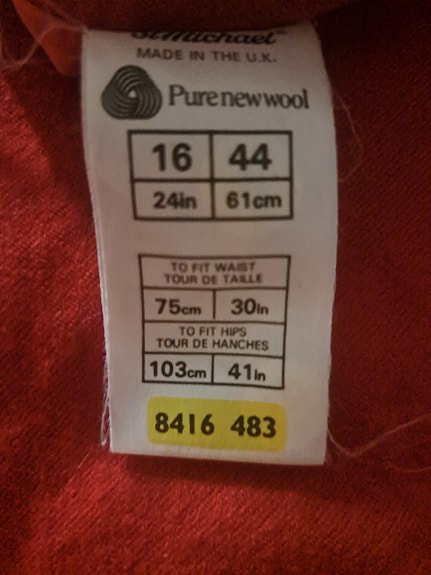 StMichael
MADE IN THE U.K.
Purenewwool
16 44
24in 61cm
TO FIT WAIST
TOUR DE TAILLE
75cm 30in
TO FIT HIPS
TOUR DE HANCHES
103cm 41in
8416 483